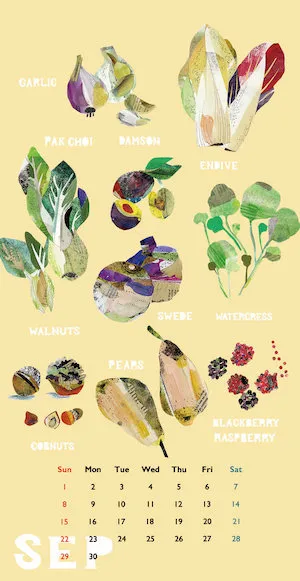 GARLIC
PAK CHOI
DAMSON
ENDIVE
WALNUTS
SWEDE
WATERCRESS
PEARS
COBNUTS
BLACKBERRY
RASPBERRY
Sun Mon Tue Wed Thu Fri Sat
1 2 3 4 5 6 7
8 9 10 11 12 13 14
15 16 17 18 19 20 21
22 23 24 25 26 27 28
29 30
SEP